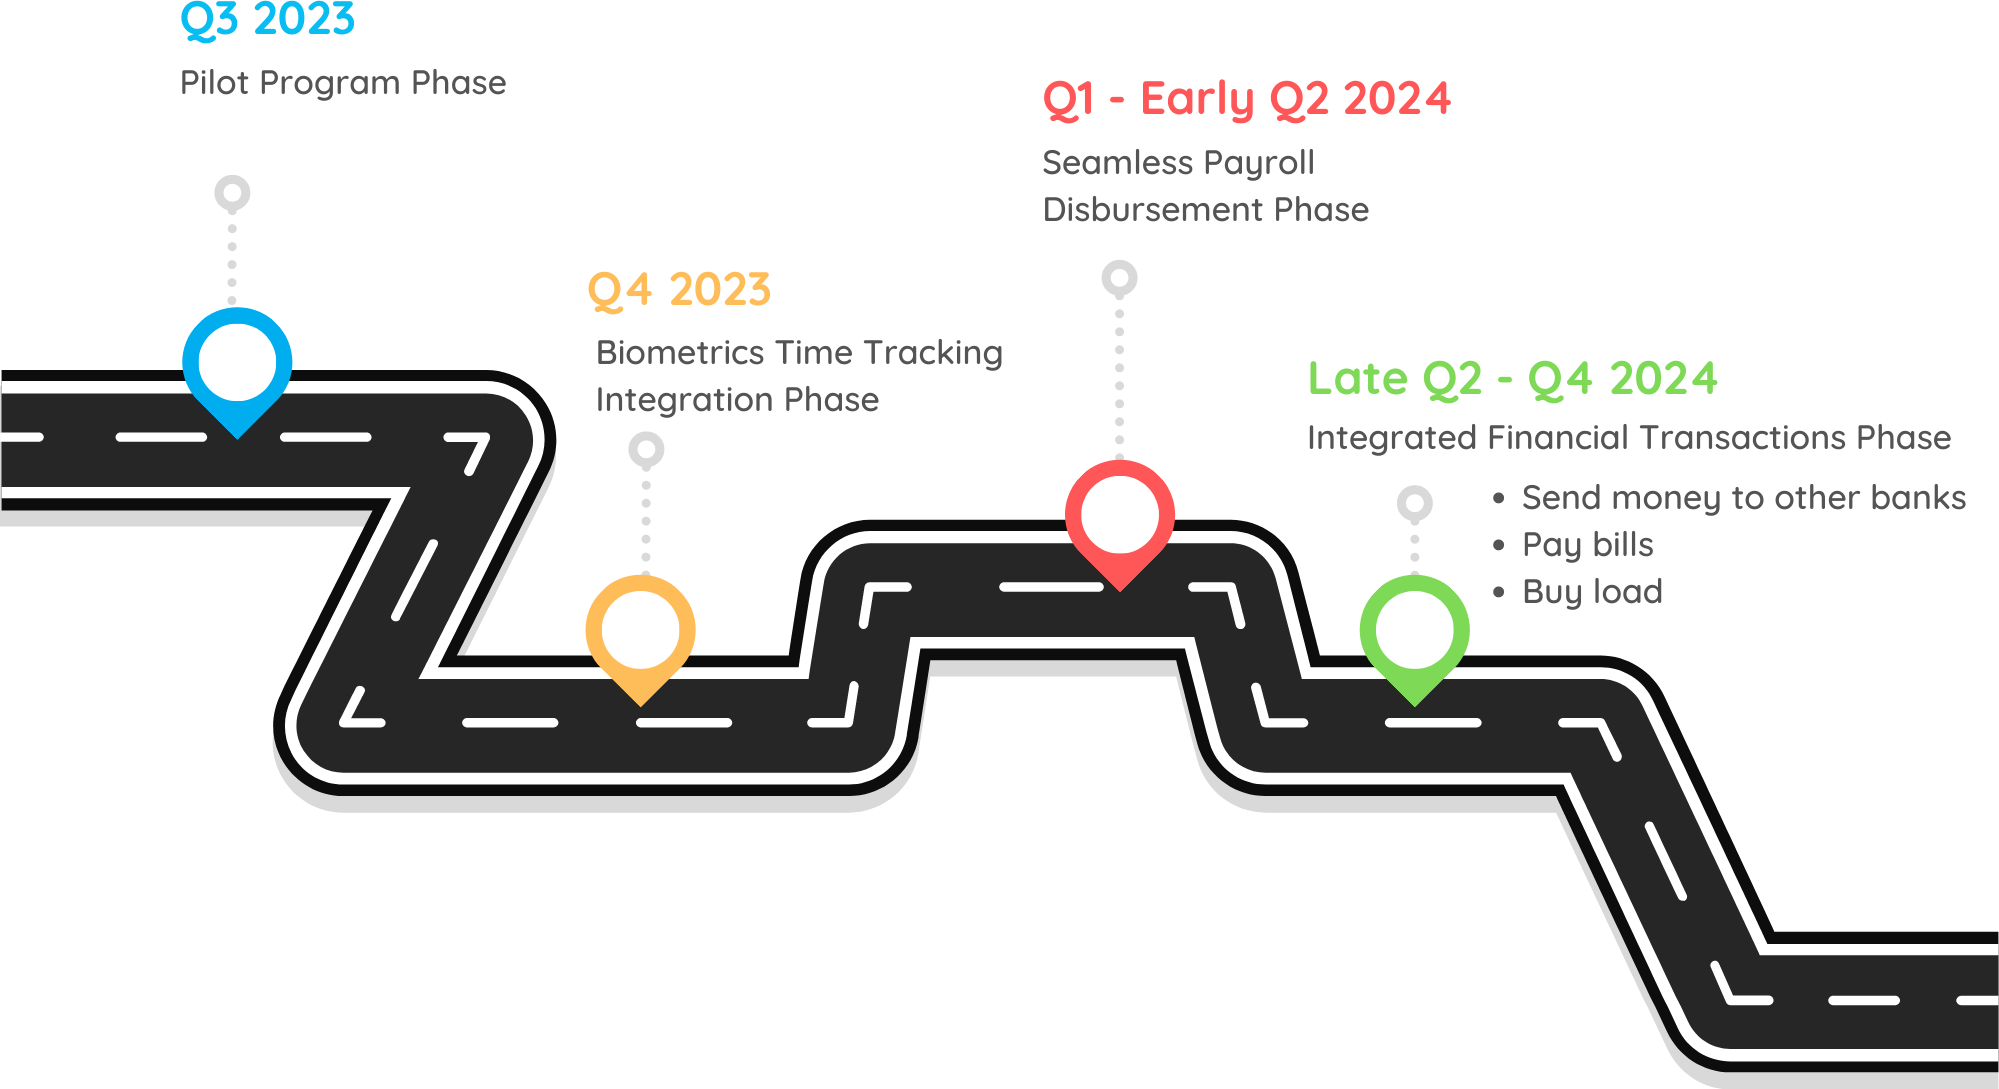 Q3 2023
Pilot Program Phase
Q4 2023
Biometrics Time Tracking
Integration Phase
Q1 - Early Q2 2024
Seamless Payroll
Disbursement Phase
Late Q2 - Q4 2024
Integrated Financial Transactions Phase
• Send money to other banks
• Pay bills
• Buy load